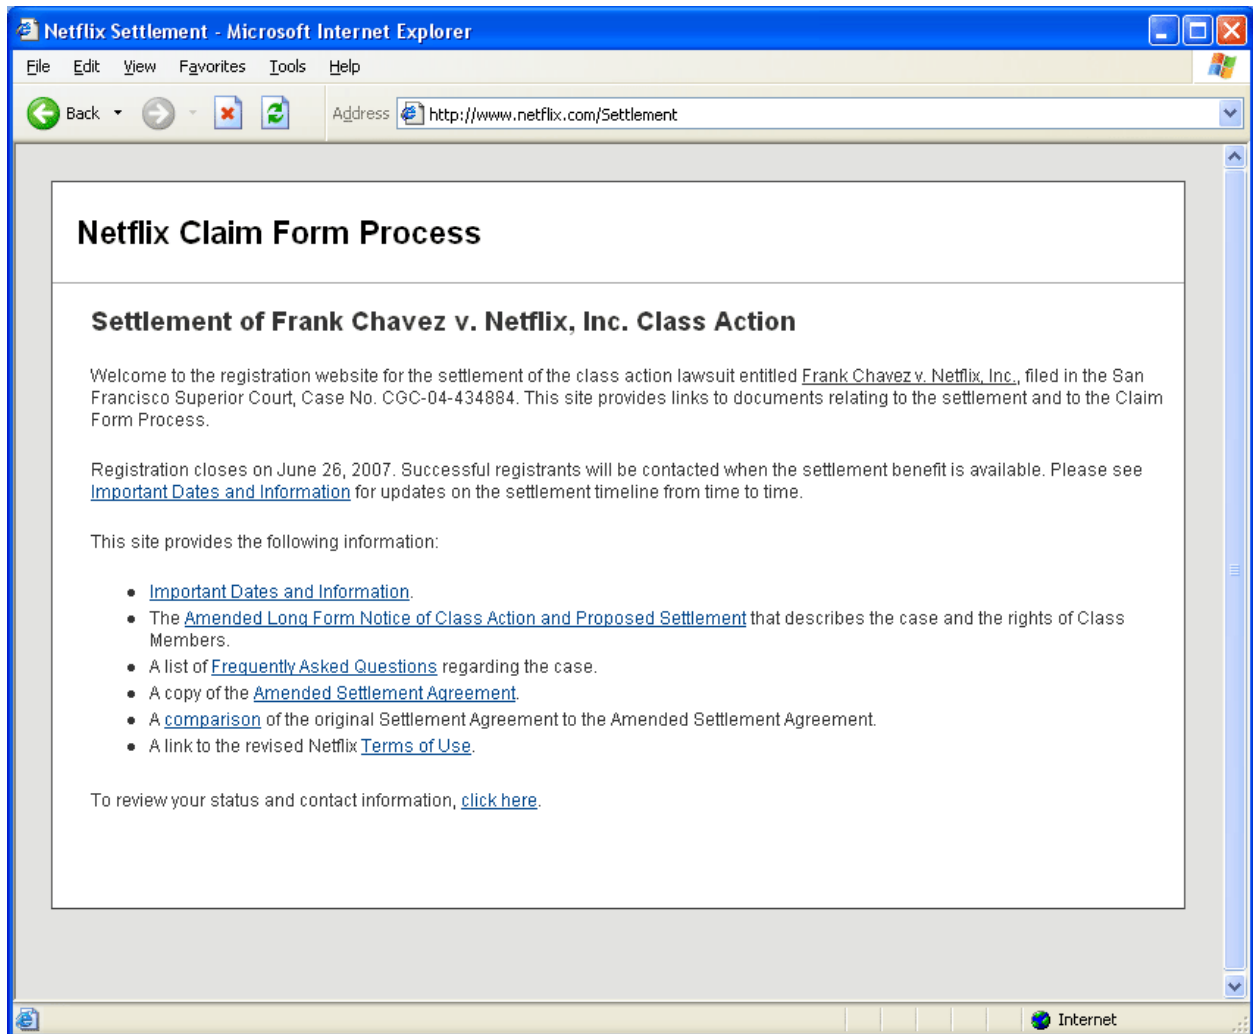 Netflix Settlement - Microsoft Internet Explorer
File Edit View Favorites Tools Help
Back Address http://www.netflix.com/Settlement
Netflix Claim Form Process
Settlement of Frank Chavez v. Netflix, Inc. Class Action
Welcome to the registration website for the settlement of the class action lawsuit entitled Frank Chavez v. Netflix, Inc., filed in the San
Francisco Superior Court, Case No. CGC-04-434884. This site provides links to documents relating to the settlement and to the Claim
Form Process.
Registration closes on June 26, 2007. Successful registrants will be contacted when the settlement benefit is available. Please see
Important Dates and Information for updates on the settlement timeline from time to time.
This site provides the following information:
• Important Dates and Information.
• The Amended Long Form Notice of Class Action and Proposed Settlement that describes the case and the rights of Class
Members.
• A list of Frequently Asked Questions regarding the case.
• A copy of the Amended Settlement Agreement.
• A comparison of the original Settlement Agreement to the Amended Settlement Agreement.
• A link to the revised Netflix Terms of Use.
To review your status and contact information, click here.
Internet